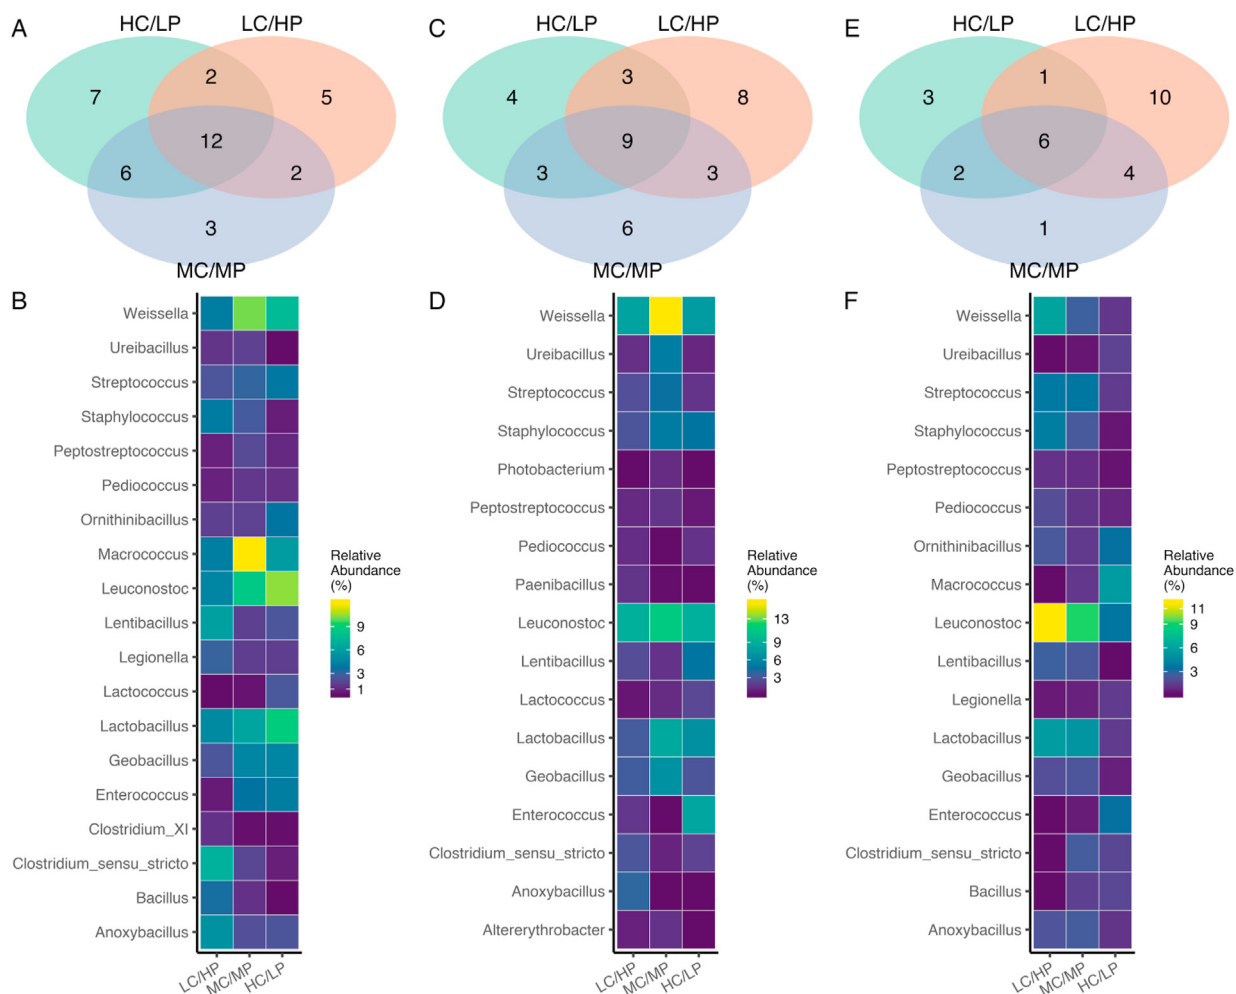 A
HC/LP
LC/HP
7
2
5
12
6
2
3
MC/MP
C
HC/LP
LC/HP
4
3
8
9
3
3
6
MC/MP
E
HC/LP
LC/HP
3
1
10
6
2
4
1
MC/MP
B
Weissella
Ureibacillus
Streptococcus
Staphylococcus
Peptostreptococcus
Pediococcus
Ornithinibacillus
Macrococcus
Leuconostoc
Lentibacillus
Legionella
Lactococcus
Lactobacillus
Geobacillus
Enterococcus
Clostridium_XI
Clostridium_sensu_stricto
Bacillus
Anoxybacillus
LC/HP
MC/MP
HC/LP
Relative
Abundance
(%)
9
6
3
1
D
Weissella
Ureibacillus
Streptococcus
Staphylococcus
Photobacterium
Peptostreptococcus
Pediococcus
Paenibacillus
Leuconostoc
Lentibacillus
Lactococcus
Lactobacillus
Geobacillus
Enterococcus
Clostridium_sensu_stricto
Anoxybacillus
Altererythrobacter
LC/HP
MC/MP
HC/LP
Relative
Abundance
(%)
13
9
6
3
F
Weissella
Ureibacillus
Streptococcus
Staphylococcus
Peptostreptococcus
Pediococcus
Ornithinibacillus
Macrococcus
Leuconostoc
Lentibacillus
Legionella
Lactobacillus
Geobacillus
Enterococcus
Clostridium_sensu_stricto
Bacillus
Anoxybacillus
LC/HP
MC/MP
HC/LP
Relative
Abundance
(%)
11
9
6
3